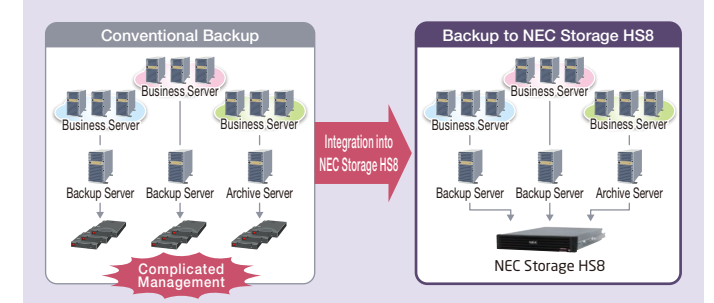 Conventional Backup
Business Server
Business Server
Business Server
Backup Server
Backup Server
Archive Server
Complicated
Management
Integration into
NEC Storage HS8
Backup to NEC Storage HS8
Business Server
Business Server
Business Server
Backup Server
Backup Server
Archive Server
NEC
NEC Storage HS8